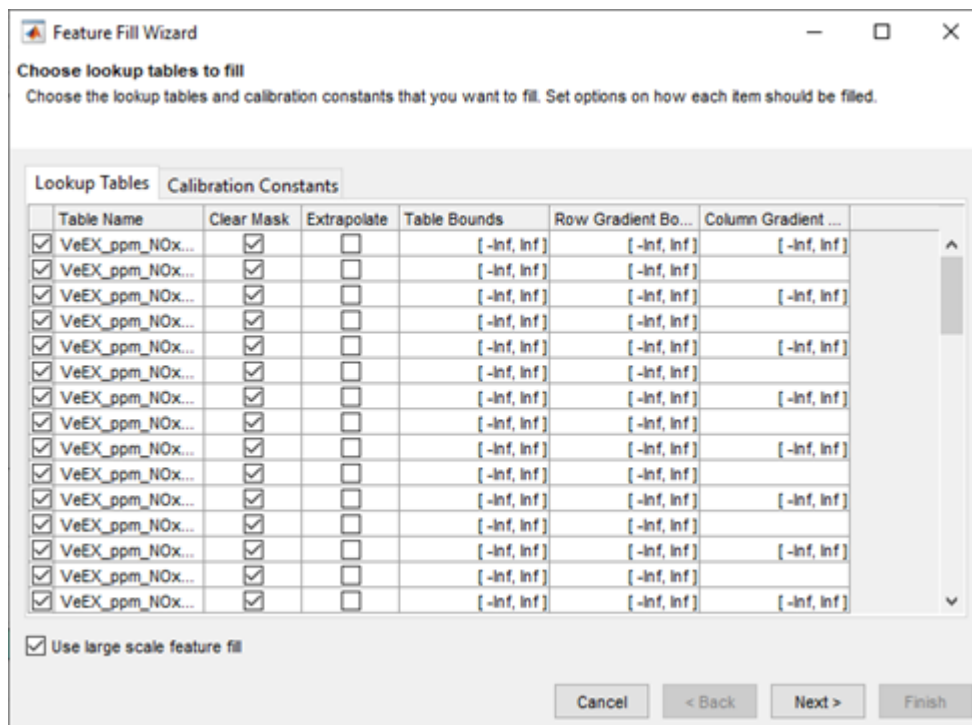 Feature Fill Wizard
Choose lookup tables to fill
Choose the lookup tables and calibration constants that you want to fill. Set options on how each item should be filled.
Lookup Tables Calibration Constants
Table Name Clear Mask Extrapolate Table Bounds Row Gradient Bo... Column Gradient ...
VeEX_ppm_NOx... [ -Inf, Inf ] [ -Inf, Inf ] [ -Inf, Inf ]
VeEX_ppm_NOx... [ -Inf, Inf ] [ -Inf, Inf ]
VeEX_ppm_NOx... [ -Inf, Inf ] [ -Inf, Inf ] [ -Inf, Inf ]
VeEX_ppm_NOx... [ -Inf, Inf ] [ -Inf, Inf ]
VeEX_ppm_NOx... [ -Inf, Inf ] [ -Inf, Inf ] [ -Inf, Inf ]
VeEX_ppm_NOx... [ -Inf, Inf ] [ -Inf, Inf ]
VeEX_ppm_NOx... [ -Inf, Inf ] [ -Inf, Inf ] [ -Inf, Inf ]
VeEX_ppm_NOx... [ -Inf, Inf ] [ -Inf, Inf ]
VeEX_ppm_NOx... [ -Inf, Inf ] [ -Inf, Inf ] [ -Inf, Inf ]
VeEX_ppm_NOx... [ -Inf, Inf ] [ -Inf, Inf ]
VeEX_ppm_NOx... [ -Inf, Inf ] [ -Inf, Inf ] [ -Inf, Inf ]
VeEX_ppm_NOx... [ -Inf, Inf ] [ -Inf, Inf ]
VeEX_ppm_NOx... [ -Inf, Inf ] [ -Inf, Inf ] [ -Inf, Inf ]
VeEX_ppm_NOx... [ -Inf, Inf ] [ -Inf, Inf ]
VeEX_ppm_NOx... [ -Inf, Inf ] [ -Inf, Inf ] [ -Inf, Inf ]
Use large scale feature fill
Cancel < Back Next > Finish